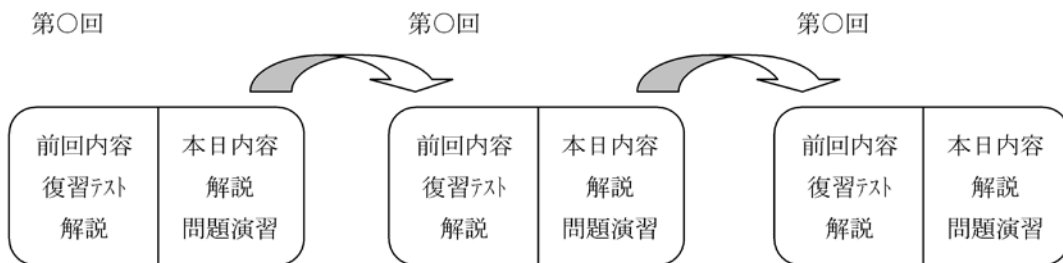 第○回
前回内容
復習テスト
解説
本日内容
解説
問題演習
第○回
前回内容
復習テスト
解説
本日内容
解説
問題演習
第○回
前回内容
復習テスト
解説
本日内容
解説
問題演習